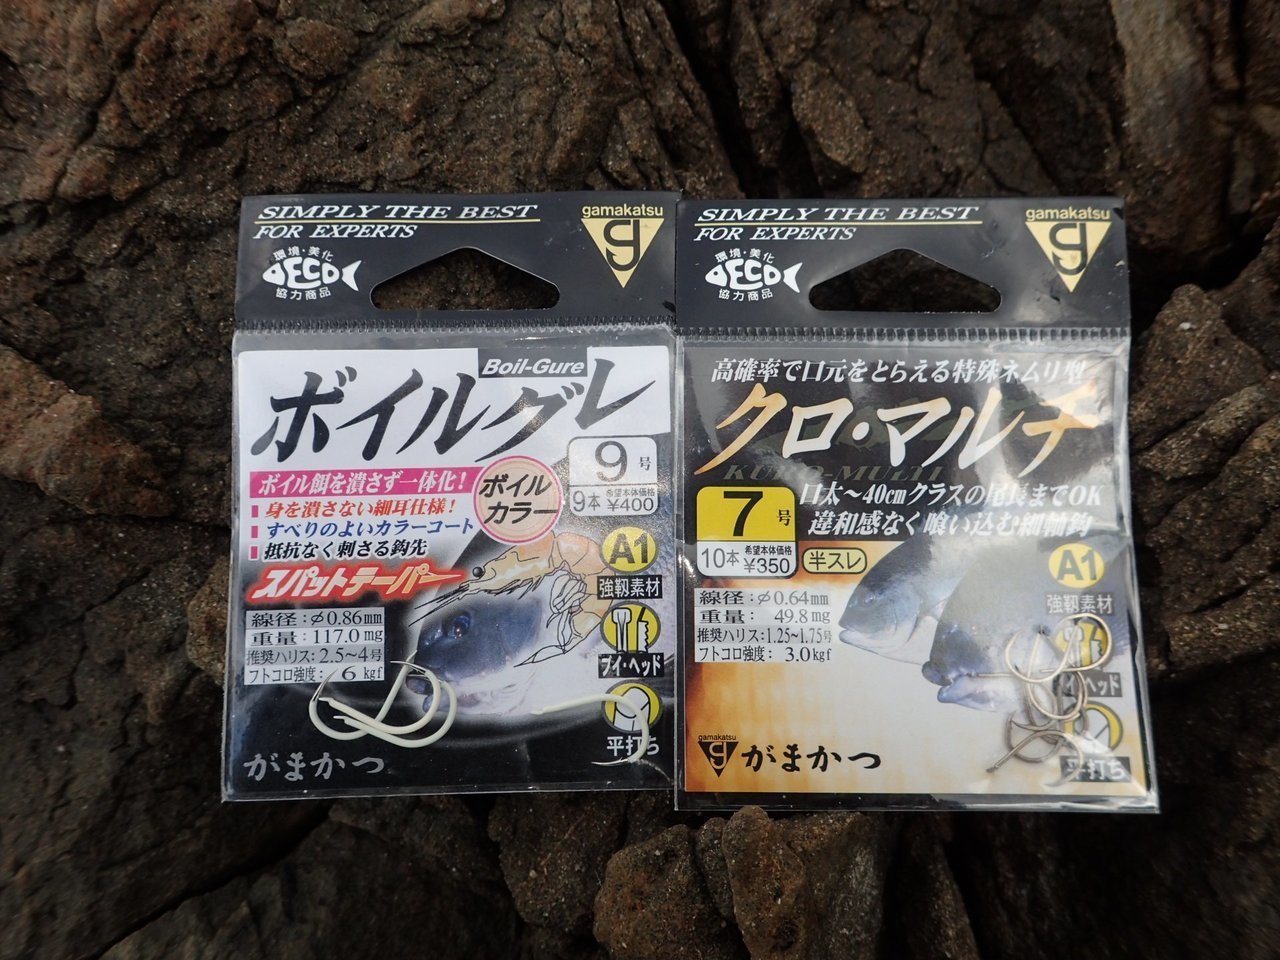 SIMPLY THE BEST
FOR EXPERTS
gamakatsu
g
環境・美化
ECO
協力商品
Boil-Gure
ボイルグレ
9号
9本 希望本体価格 ¥400
ボイル餌を潰さず一体化!
身を潰さない細耳仕様!
すべりのよいカラーコート
抵抗なく刺さる鈎先
スパットテーパー
ボイル
カラー
A1
強靱素材
線径:φ0.86mm
重量:117.0mg
推奨ハリス:2.5~4号
フトコロ強度: 6 kgf
ブイ・ヘッド
平打ち
がまかつ
SIMPLY THE BEST
FOR EXPERTS
gamakatsu
g
環境・美化
ECO
協力商品
高確率で口元をとらえる特殊ネムリ型
クロ・マルチ
KURO-MULTI
7号
10本 希望本体価格 ¥350
口太~40cmクラスの尾長までOK
違和感なく喰い込む細軸鈎
半スレ
A1
強靱素材
線径:φ0.64mm
重量: 49.8mg
推奨ハリス:1.25~1.75号
フトコロ強度: 3.0kgf
ヘッド
平打ち
gamakatsu
g
がまかつ